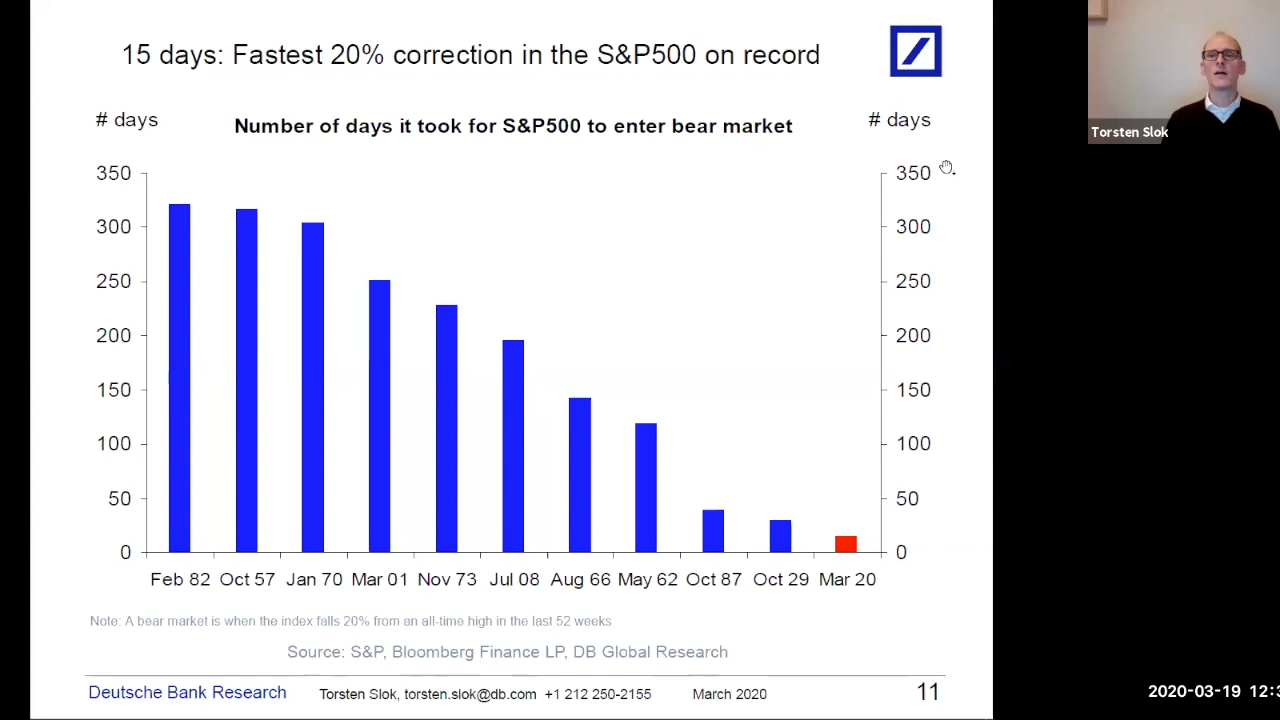 15 days: Fastest 20% correction in the S&P500 on record
# days
Number of days it took for S&P500 to enter bear market
# days
350
300
250
200
150
100
50
0
350
300
250
200
150
100
50
0
Feb 82 Oct 57 Jan 70 Mar 01 Nov 73 Jul 08 Aug 66 May 62 Oct 87 Oct 29 Mar 20
Note: A bear market is when the index falls 20% from an all-time high in the last 52 weeks
Source: S&P, Bloomberg Finance LP, DB Global Research
Deutsche Bank Research
Torsten Slok, torsten.slok@db.com +1 212 250-2155
March 2020
11
Torsten Slok
2020-03-19 12: